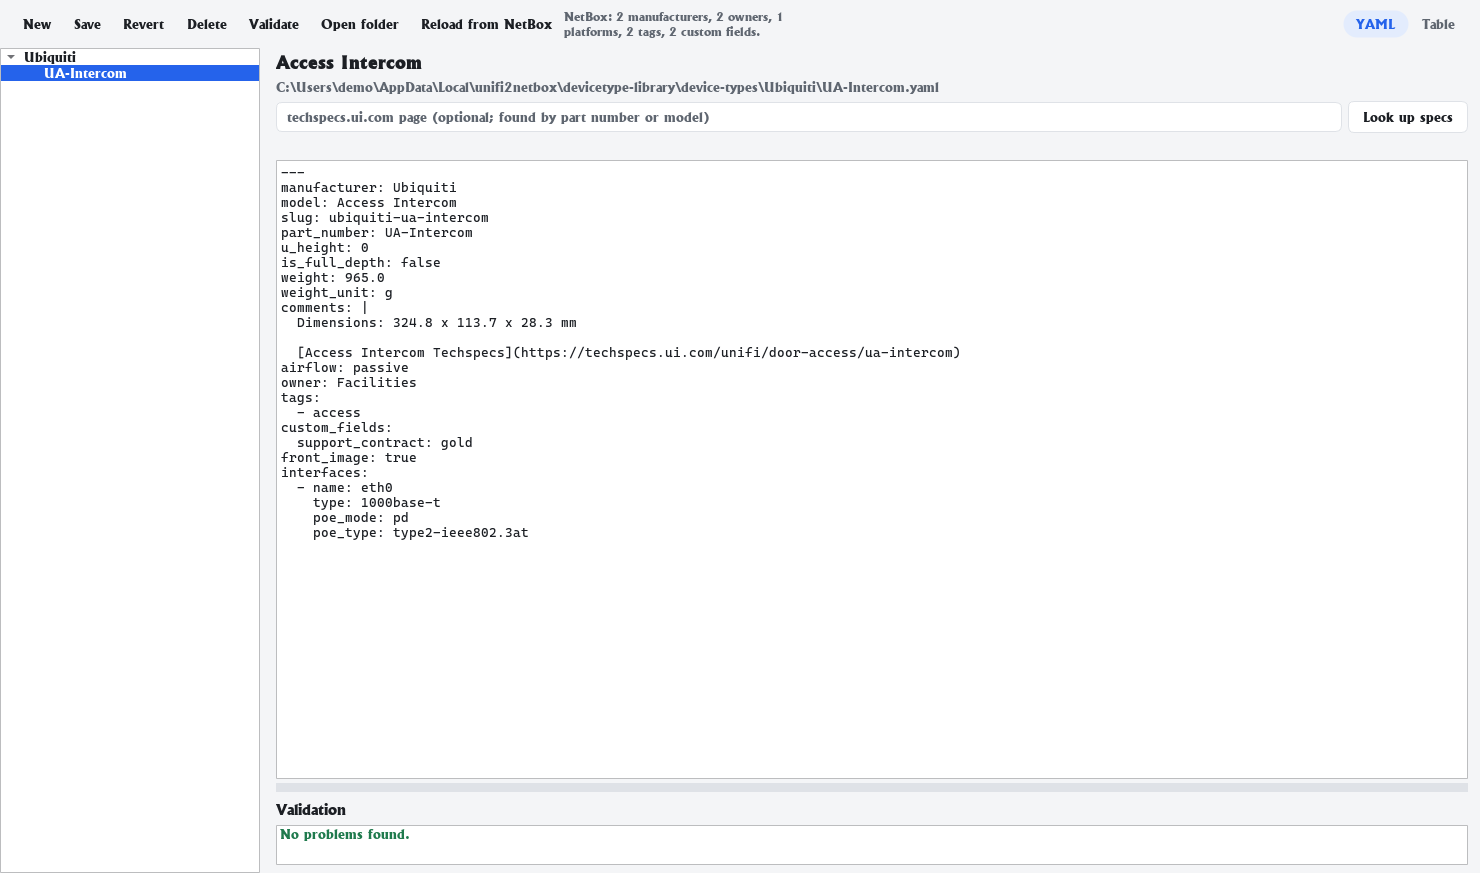 New Save Revert Delete Validate Open folder Reload from NetBox NetBox: 2 manufacturers, 2 owners, 1
platforms, 2 tags, 2 custom fields.
YAML Table
Ubiquiti
UA-Intercom
Access Intercom
C:\Users\demo\AppData\Local\unifi2netbox\devicetype-library\device-types\Ubiquiti\UA-Intercom.yaml
techspecs.ui.com page (optional; found by part number or model) Look up specs
---
manufacturer: Ubiquiti
model: Access Intercom
slug: ubiquiti-ua-intercom
part_number: UA-Intercom
u_height: 0
is_full_depth: false
weight: 965.0
weight_unit: g
comments: |
  Dimensions: 324.8 x 113.7 x 28.3 mm

  [Access Intercom Techspecs](https://techspecs.ui.com/unifi/door-access/ua-intercom)
airflow: passive
owner: Facilities
tags:
  - access
custom_fields:
  support_contract: gold
front_image: true
interfaces:
  - name: eth0
    type: 1000base-t
    poe_mode: pd
    poe_type: type2-ieee802.3at
Validation
No problems found.